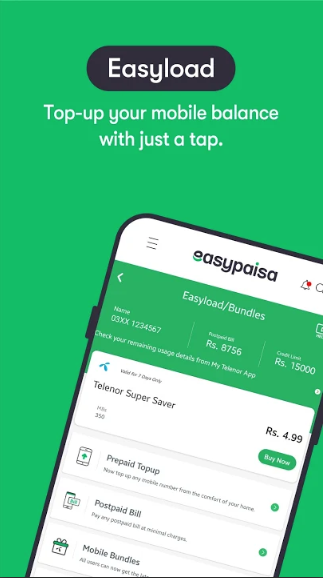 Easyload
Top-up your mobile balance
with just a tap.
easypaisa
Easyload/Bundles
Name
03XX 1234567
Postpaid Bill
Rs. 8756
Credit Limit
Rs. 15000
Check your remaining usage details from My Telenor App
Valid for 7 Days Only
Telenor Super Saver
Rs. 4.99
350
Buy Now
Prepaid Topup
Now top up any mobile number from the comfort of your home.
Postpaid Bill
Pay any postpaid bill at minimal charges.
Mobile Bundles
All users can now get the